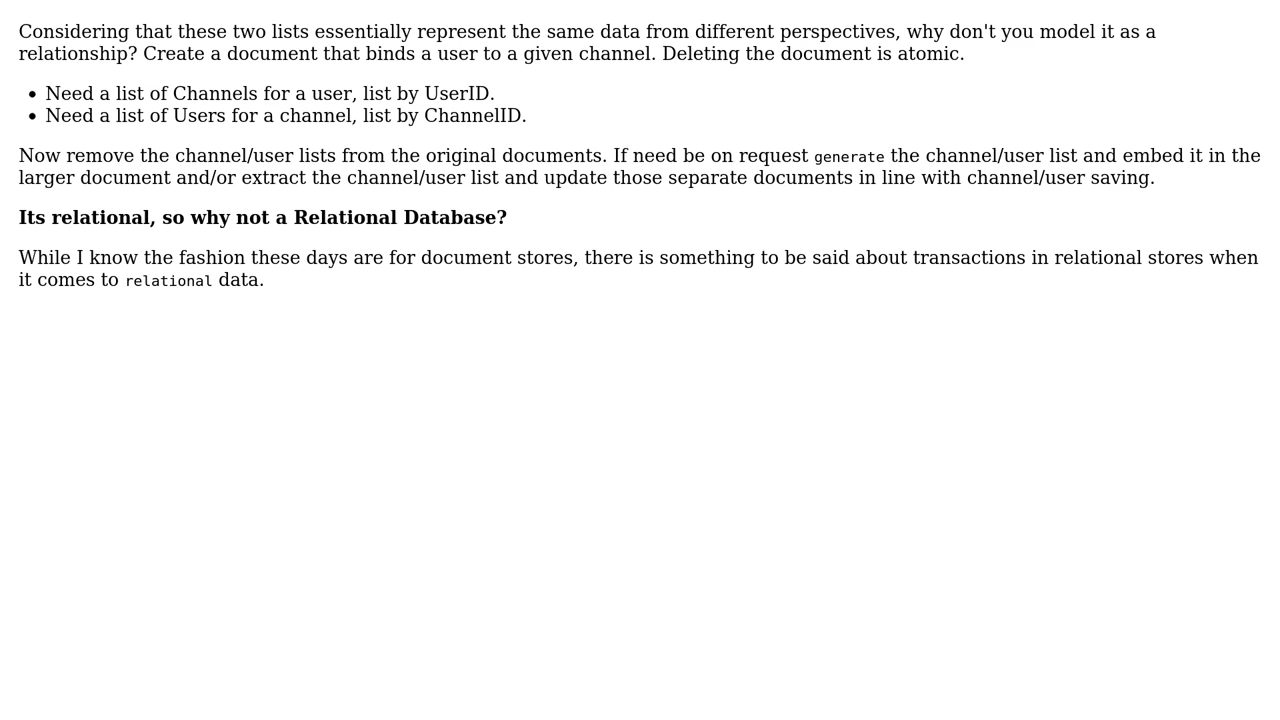 Considering that these two lists essentially represent the same data from different perspectives, why don't you model it as a
relationship? Create a document that binds a user to a given channel. Deleting the document is atomic.
• Need a list of Channels for a user, list by UserID.
• Need a list of Users for a channel, list by ChannelID.
Now remove the channel/user lists from the original documents. If need be on request generate the channel/user list and embed it in the
larger document and/or extract the channel/user list and update those separate documents in line with channel/user saving.
Its relational, so why not a Relational Database?
While I know the fashion these days are for document stores, there is something to be said about transactions in relational stores when
it comes to relational data.